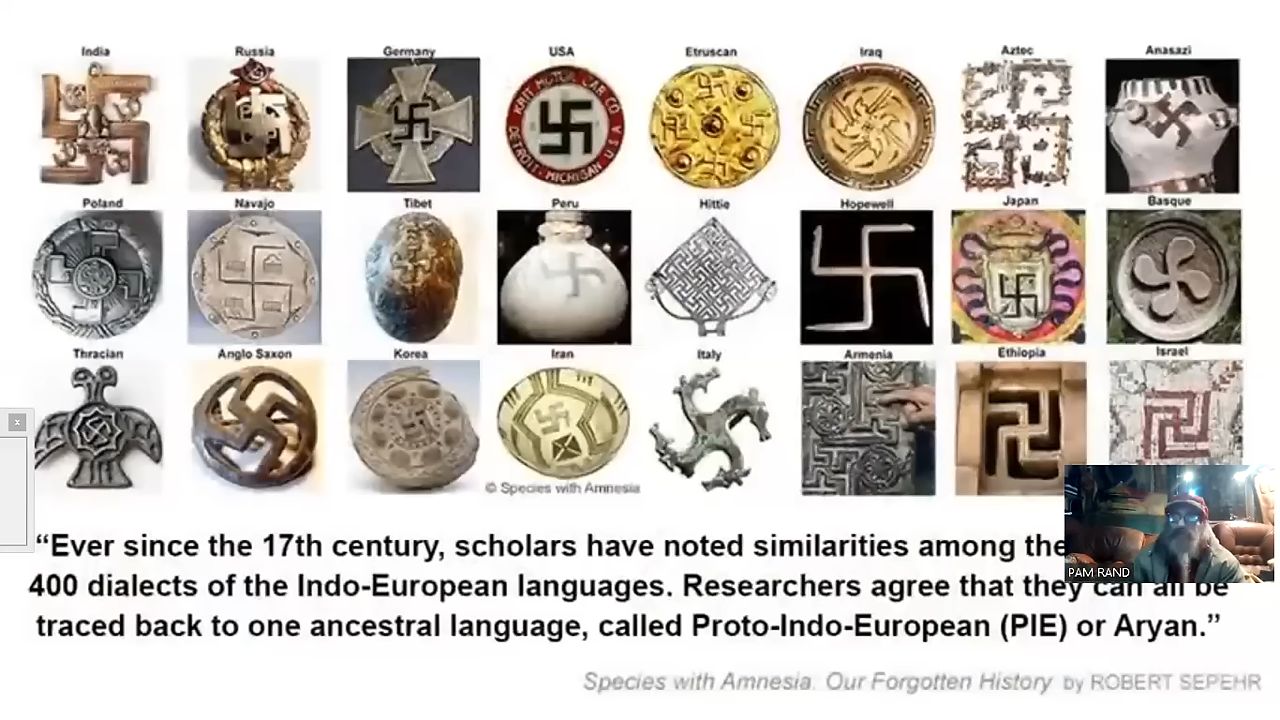 India Russia Germany USA Etruscan Iraq Aztec Anasazi
KRIT MOTOR CAR CO
DETROIT - MICHIGAN U S A
Poland Navajo Tibet Peru Hittie Hopewell Japan Basque
Thracian Anglo Saxon Korea Iran Italy Armenia Ethiopia Israel
© Species with Amnesia
x
“Ever since the 17th century, scholars have noted similarities among the
400 dialects of the Indo-European languages. Researchers agree that they can all be
traced back to one ancestral language, called Proto-Indo-European (PIE) or Aryan.”
PAM RAND
Species with Amnesia: Our Forgotten History by ROBERT SEPEHR